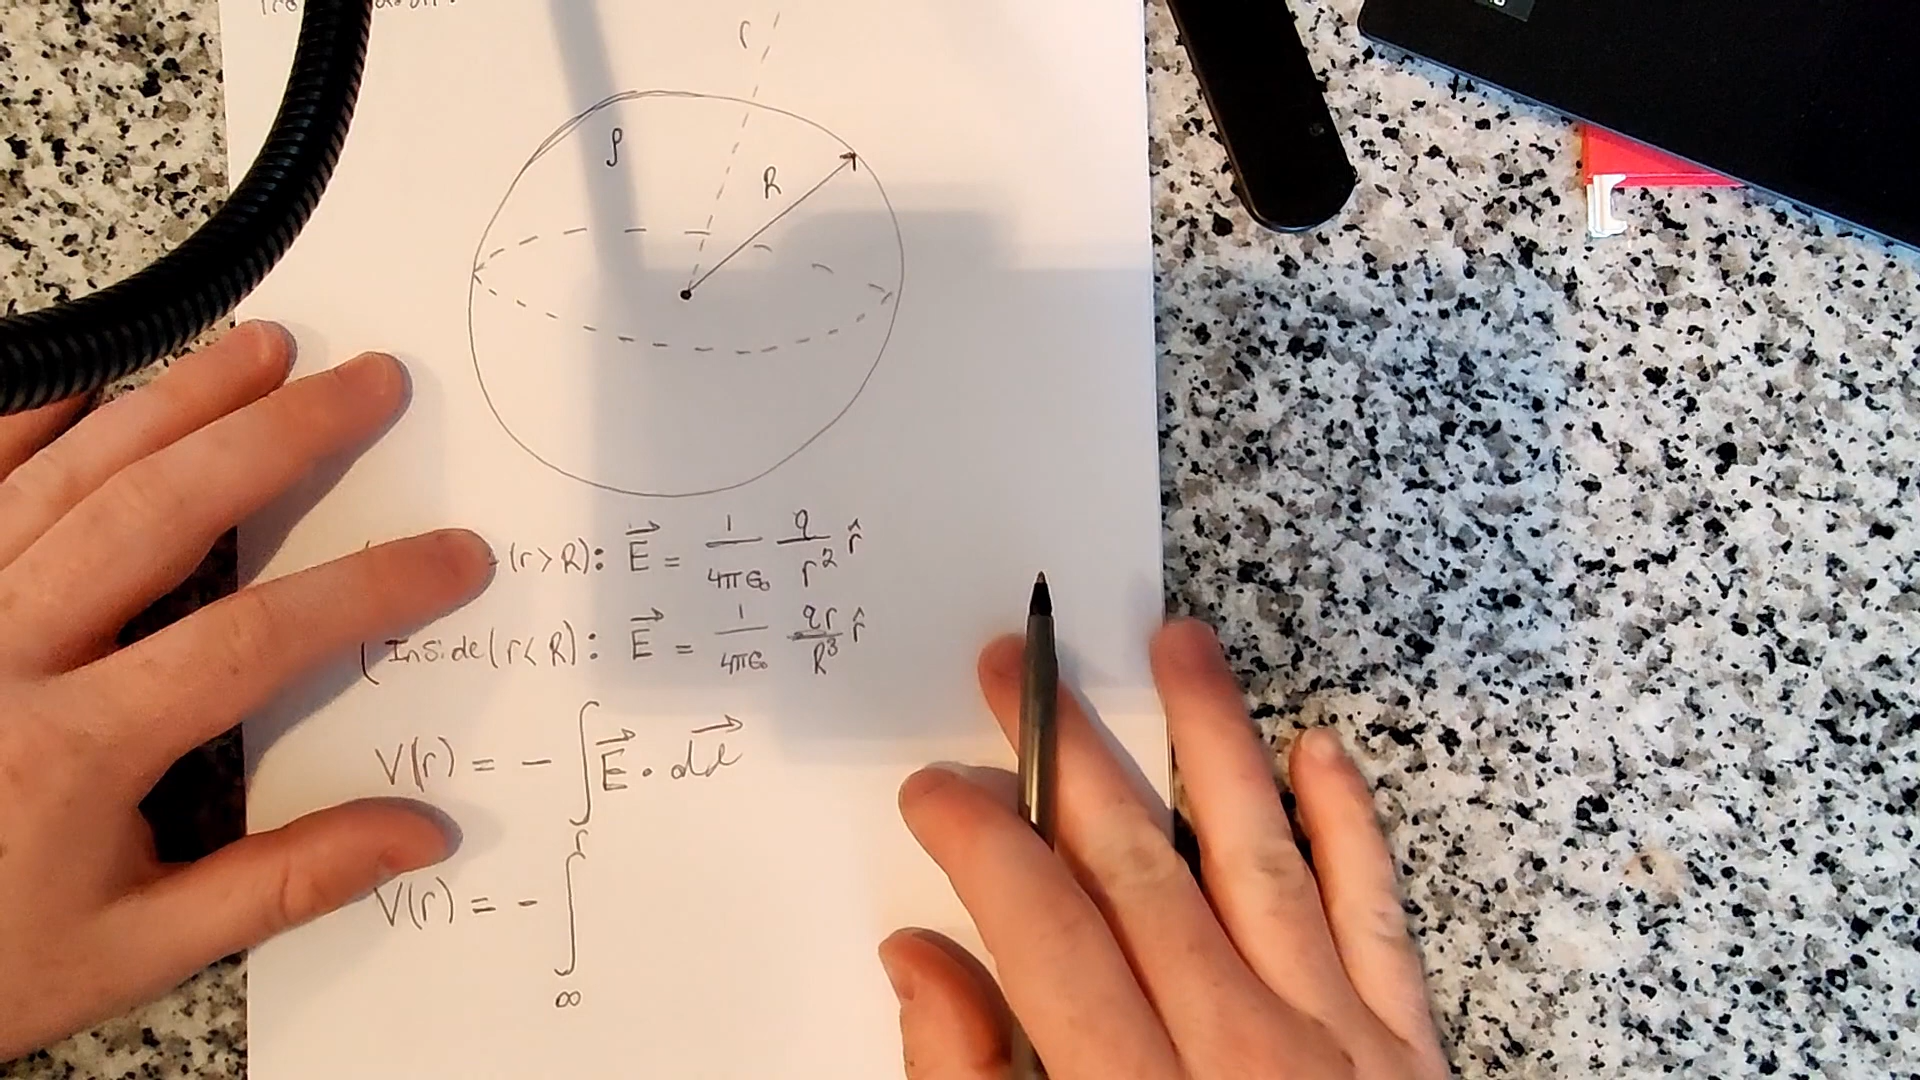 r
ρ
R
(r > R): E⃗ = 1/4πϵ₀ q/r² r̂
Inside (r < R): E⃗ = 1/4πϵ₀ qr/R³ r̂
V(r) = - ∫ E⃗ · dℓ⃗
V(r) = - ∫
r
∞